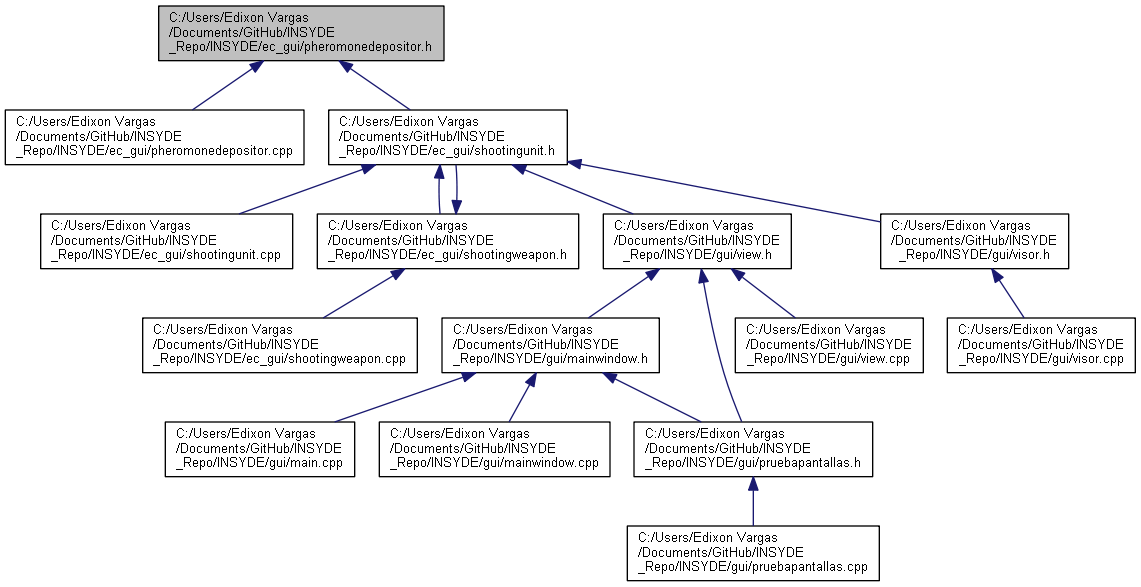 C:/Users/Edixon Vargas
/Documents/GitHub/INSYDE
_Repo/INSYDE/ec_gui/pheromonedepositor.h
C:/Users/Edixon Vargas
/Documents/GitHub/INSYDE
_Repo/INSYDE/ec_gui/pheromonedepositor.cpp
C:/Users/Edixon Vargas
/Documents/GitHub/INSYDE
_Repo/INSYDE/ec_gui/shootingunit.h
C:/Users/Edixon Vargas
/Documents/GitHub/INSYDE
_Repo/INSYDE/ec_gui/shootingunit.cpp
C:/Users/Edixon Vargas
/Documents/GitHub/INSYDE
_Repo/INSYDE/ec_gui/shootingweapon.h
C:/Users/Edixon Vargas
/Documents/GitHub/INSYDE
_Repo/INSYDE/gui/view.h
C:/Users/Edixon Vargas
/Documents/GitHub/INSYDE
_Repo/INSYDE/gui/visor.h
C:/Users/Edixon Vargas
/Documents/GitHub/INSYDE
_Repo/INSYDE/ec_gui/shootingweapon.cpp
C:/Users/Edixon Vargas
/Documents/GitHub/INSYDE
_Repo/INSYDE/gui/mainwindow.h
C:/Users/Edixon Vargas
/Documents/GitHub/INSYDE
_Repo/INSYDE/gui/view.cpp
C:/Users/Edixon Vargas
/Documents/GitHub/INSYDE
_Repo/INSYDE/gui/visor.cpp
C:/Users/Edixon Vargas
/Documents/GitHub/INSYDE
_Repo/INSYDE/gui/main.cpp
C:/Users/Edixon Vargas
/Documents/GitHub/INSYDE
_Repo/INSYDE/gui/mainwindow.cpp
C:/Users/Edixon Vargas
/Documents/GitHub/INSYDE
_Repo/INSYDE/gui/pruebapantallas.h
C:/Users/Edixon Vargas
/Documents/GitHub/INSYDE
_Repo/INSYDE/gui/pruebapantallas.cpp